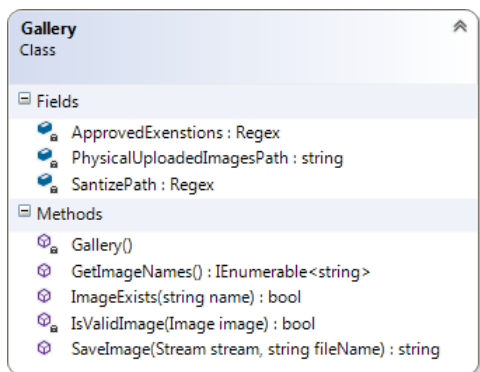 Gallery
Class
Fields
ApprovedExenstions : Regex
PhysicalUploadedImagesPath : string
SantizePath : Regex
Methods
Gallery()
GetImageNames() : IEnumerable<string>
ImageExists(string name) : bool
IsValidImage(Image image) : bool
SaveImage(Stream stream, string fileName) : string